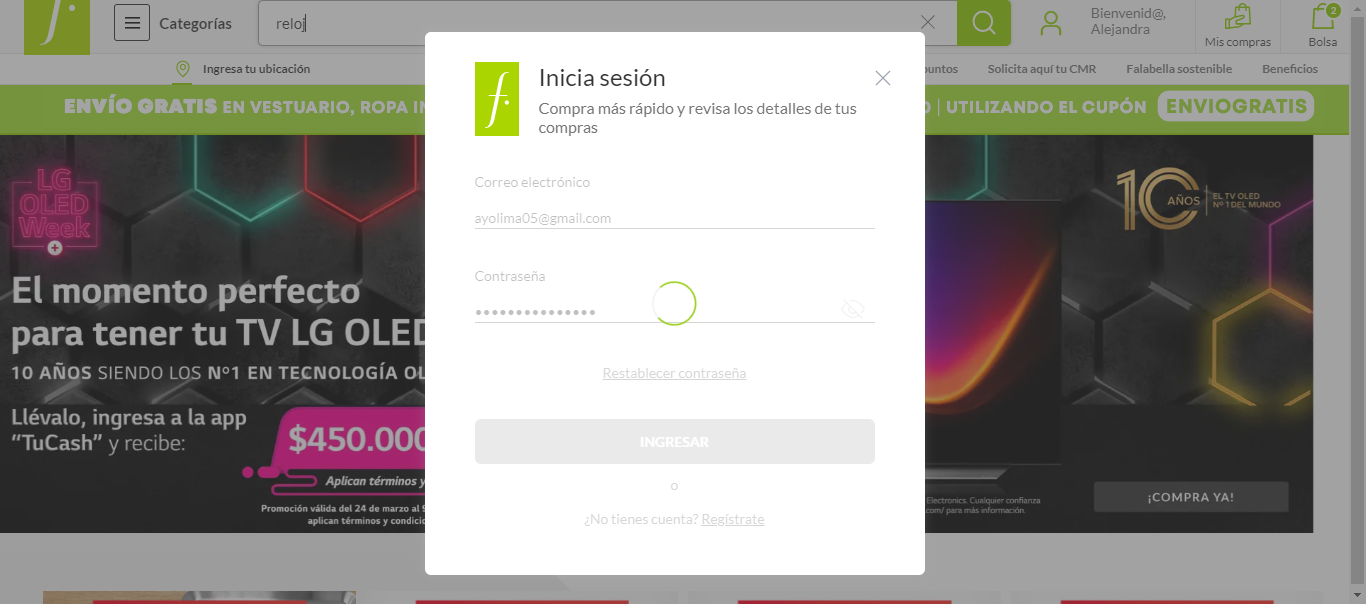 f.
Categorías
reloj
Bienvenid@,
Alejandra
Mis compras
2
Bolsa
Ingresa tu ubicación
puntos
Solicita aquí tu CMR
Falabella sostenible
Beneficios
ENVÍO GRATIS EN VESTUARIO, ROPA IN
| UTILIZANDO EL CUPÓN ENVIOGRATIS
LG
OLED
Week
+
El momento perfecto
para tener tu TV LG OLED
10 AÑOS SIENDO LOS Nº1 EN TECNOLOGÍA OL
Llévalo, ingresa a la app
“TuCash” y recibe:
$450.000
Aplican términos y
Promoción válida del 24 de marzo al 9
aplican términos y condicio
10 AÑOS
EL TV OLED
Nº1 DEL MUNDO
Electronics. Cualquier confianza
com/ para más información.
¡COMPRA YA!
f.
Inicia sesión
Compra más rápido y revisa los detalles de tus
compras
Correo electrónico
ayolima05@gmail.com
Contraseña
•••••••••••••••
Restablecer contraseña
INGRESAR
o
¿No tienes cuenta? Regístrate